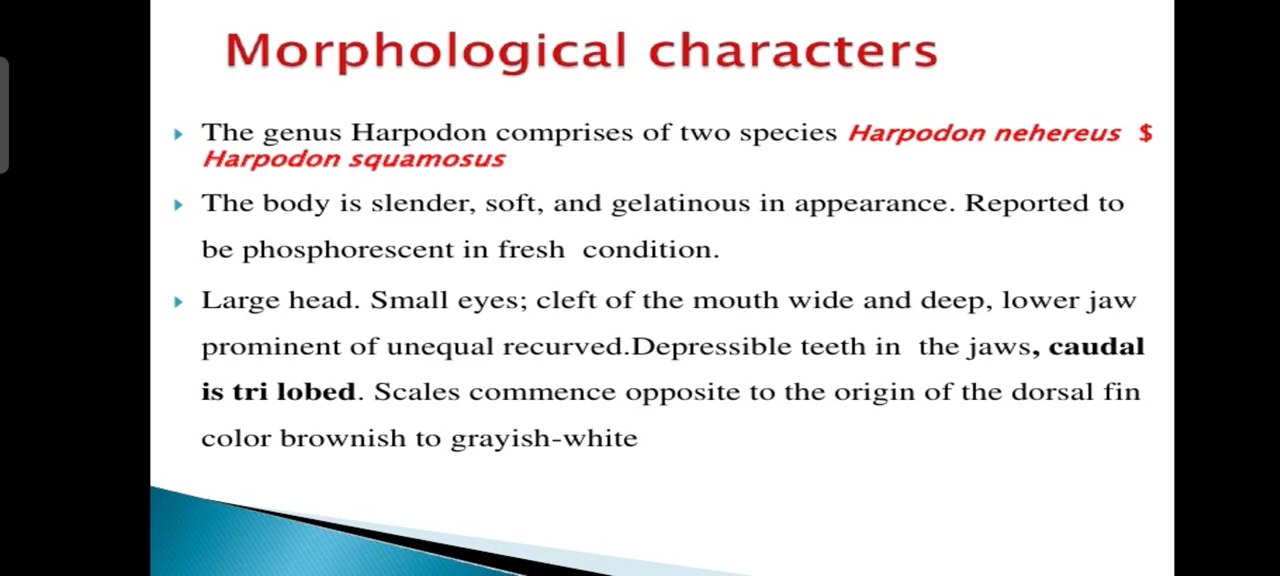 Morphological characters
The genus Harpodon comprises of two species Harpodon nehereus $
Harpodon squamosus
The body is slender, soft, and gelatinous in appearance. Reported to
be phosphorescent in fresh condition.
Large head. Small eyes; cleft of the mouth wide and deep, lower jaw
prominent of unequal recurved.Depressible teeth in the jaws, caudal
is tri lobed. Scales commence opposite to the origin of the dorsal fin
color brownish to grayish-white